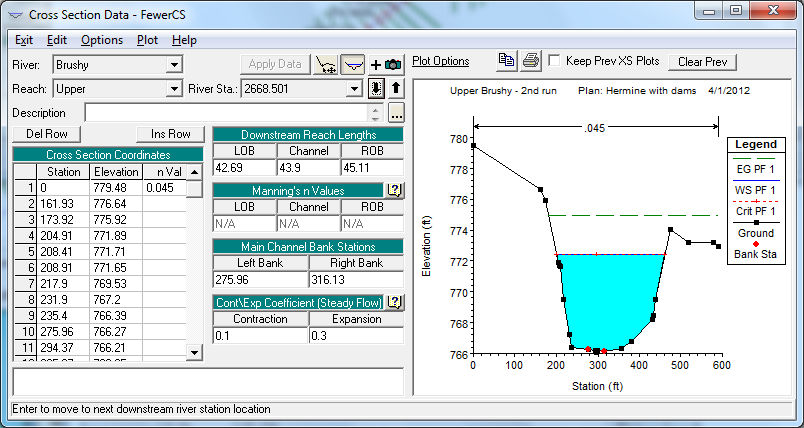 Cross Section Data - FewerCS
Exit Edit Options Plot Help
River: Brushy Apply Data
Reach: Upper River Sta.: 2668.501
Description ...
Del Row Ins Row
Cross Section Coordinates
Station Elevation n Val
1 0 779.48 0.045
2 161.93 776.64
3 173.92 775.92
4 204.91 771.89
5 208.41 771.71
6 208.91 771.65
7 217.9 769.53
8 231.9 767.2
9 235.4 766.39
10 275.96 766.27
11 294.37 766.21
Downstream Reach Lengths
LOB Channel ROB
42.69 43.9 45.11
Manning's n Values
LOB Channel ROB
N/A N/A N/A
Main Channel Bank Stations
Left Bank Right Bank
275.96 316.13
Cont\Exp Coefficient (Steady Flow)
Contraction Expansion
0.1 0.3
Enter to move to next downstream river station location
Plot Options Keep Prev XS Plots Clear Prev
Upper Brushy - 2nd run Plan: Hermine with dams 4/1/2012
.045
780
778
776
774
772
770
768
766
Elevation (ft)
0 100 200 300 400 500 600
Station (ft)
Legend
EG PF 1
WS PF 1
Crit PF 1
Ground
Bank Sta